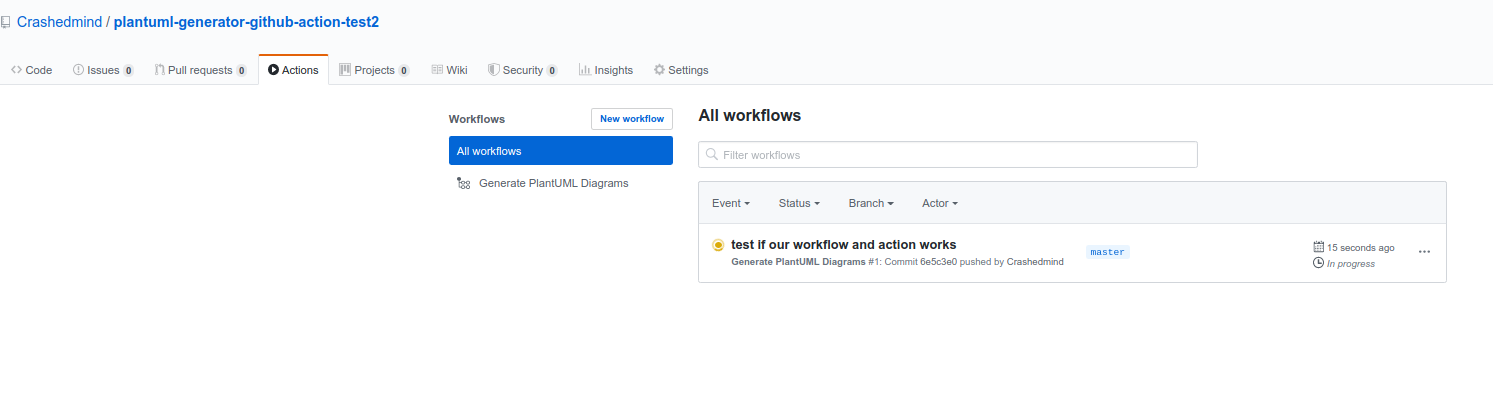 Crashedmind / plantuml-generator-github-action-test2
Code Issues 0 Pull requests 0 Actions Projects 0 Wiki Security 0 Insights Settings
Workflows New workflow
All workflows
Generate PlantUML Diagrams
All workflows
Filter workflows
Event Status Branch Actor
test if our workflow and action works
Generate PlantUML Diagrams #1: Commit 6e5c3e0 pushed by Crashedmind
master
15 seconds ago
In progress